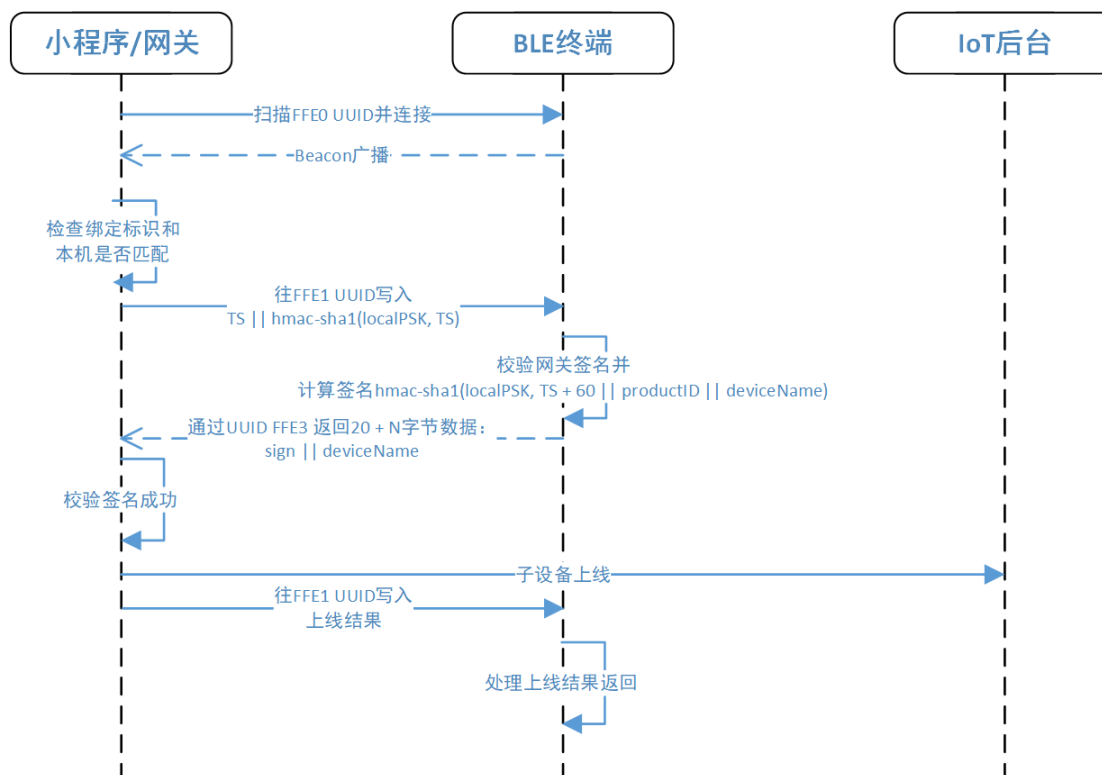 小程序/网关
BLE终端
IoT后台
扫描FFE0 UUID并连接
Beacon广播
检查绑定标识和
本机是否匹配
往FFE1 UUID写入
TS || hmac-sha1(localPSK, TS)
校验网关签名并
计算签名hmac-sha1(localPSK, TS + 60 || productID || deviceName)
通过UUID FFE3 返回20 + N字节数据：
sign || deviceName
校验签名成功
子设备上线
往FFE1 UUID写入
上线结果
处理上线结果返回